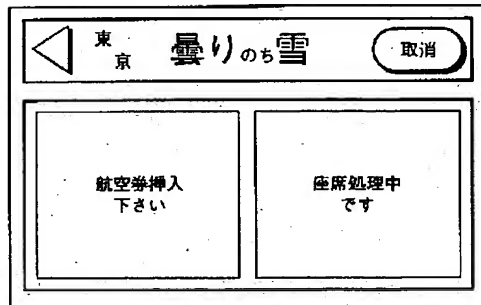 東京
曇りのち雪
取消
航空券挿入
下さい
座席処理中
です